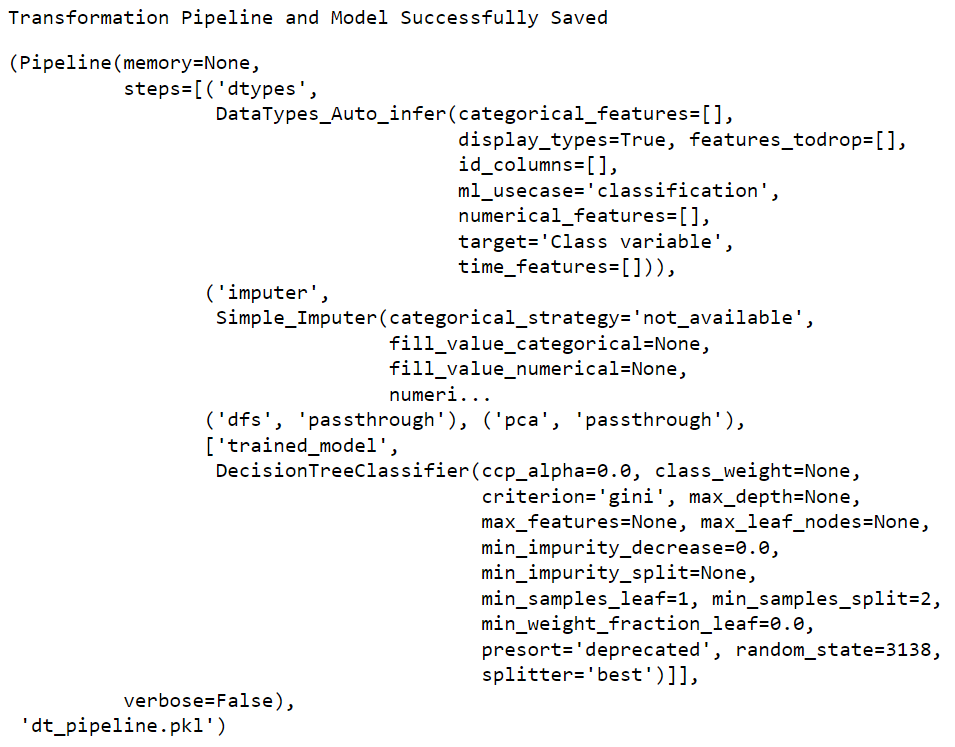 Transformation Pipeline and Model Successfully Saved
(Pipeline(memory=None,
steps=[('dtypes',
DataTypes_Auto_infer(categorical_features=[],
display_types=True, features_todrop=[],
id_columns=[],
ml_usecase='classification',
numerical_features=[],
target='Class variable',
time_features=[])),
('imputer',
Simple_Imputer(categorical_strategy='not_available',
fill_value_categorical=None,
fill_value_numerical=None,
numeri...
('dfs', 'passthrough'), ('pca', 'passthrough'),
['trained_model',
DecisionTreeClassifier(ccp_alpha=0.0, class_weight=None,
criterion='gini', max_depth=None,
max_features=None, max_leaf_nodes=None,
min_impurity_decrease=0.0,
min_impurity_split=None,
min_samples_leaf=1, min_samples_split=2,
min_weight_fraction_leaf=0.0,
presort='deprecated', random_state=3138,
splitter='best')]],
verbose=False),
'dt_pipeline.pkl')